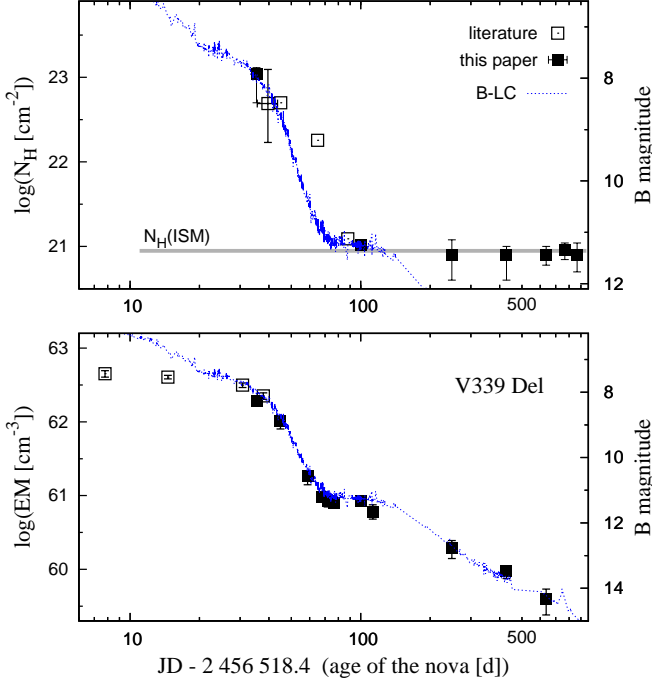 literature
this paper
B-LC
log(N_H [cm^-2])
23
22
21
N_H(ISM)
8
10
12
B magnitude
10
100
500
V339 Del
log(EM [cm^-3])
63
62
61
60
8
10
12
14
B magnitude
10
100
500
JD - 2 456 518.4 (age of the nova [d])